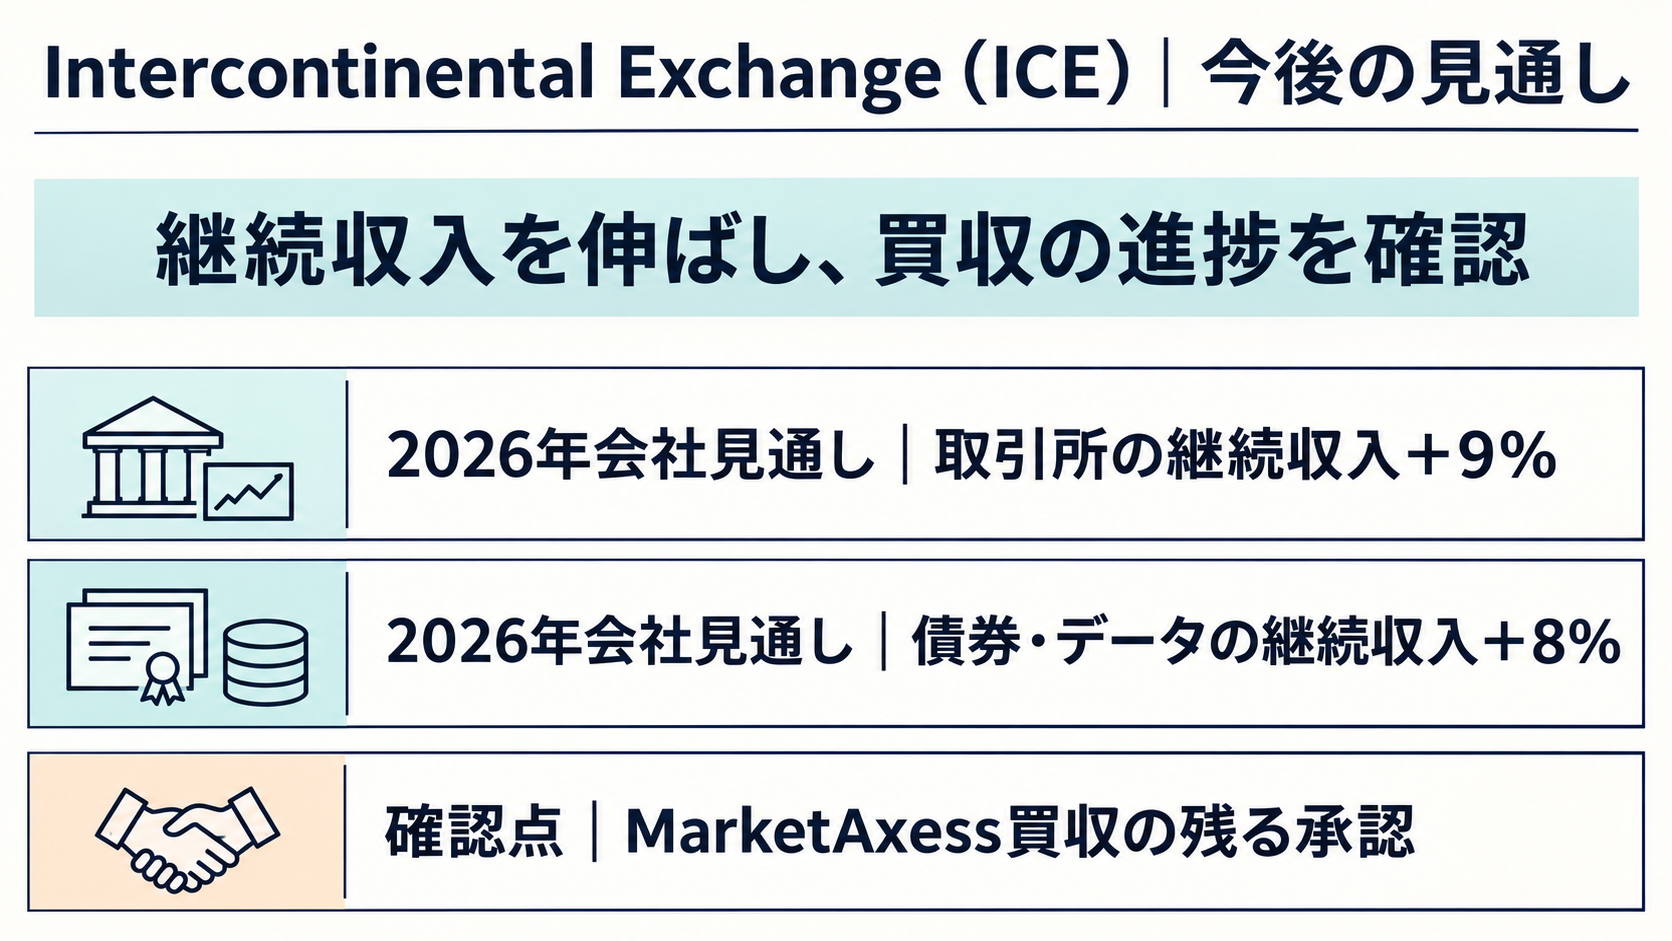 Intercontinental Exchange（ICE）｜今後の見通し
継続収入を伸ばし、買収の進捗を確認
2026年会社見通し｜取引所の継続収入＋9%
2026年会社見通し｜債券・データの継続収入＋8%
確認点｜MarketAxess買収の残る承認